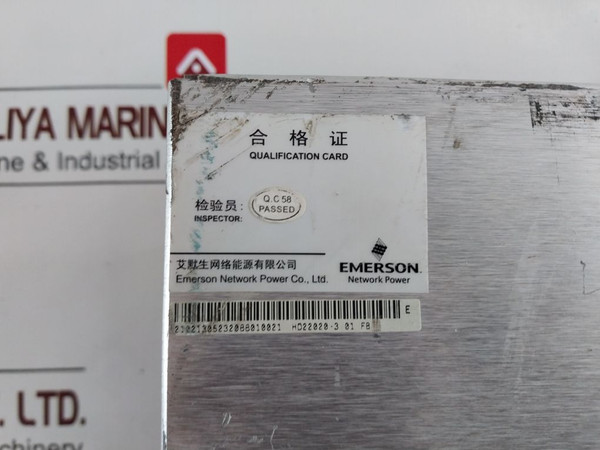 LIYA MARIN
ne & Industrial
合格证
QUALIFICATION CARD
检验员:
INSPECTOR:
Q.C 58
PASSED
艾默生网络能源有限公司
Emerson Network Power Co., Ltd.
EMERSON
Network Power
E
HD22020-3 01 F8
. LTD.
achinery